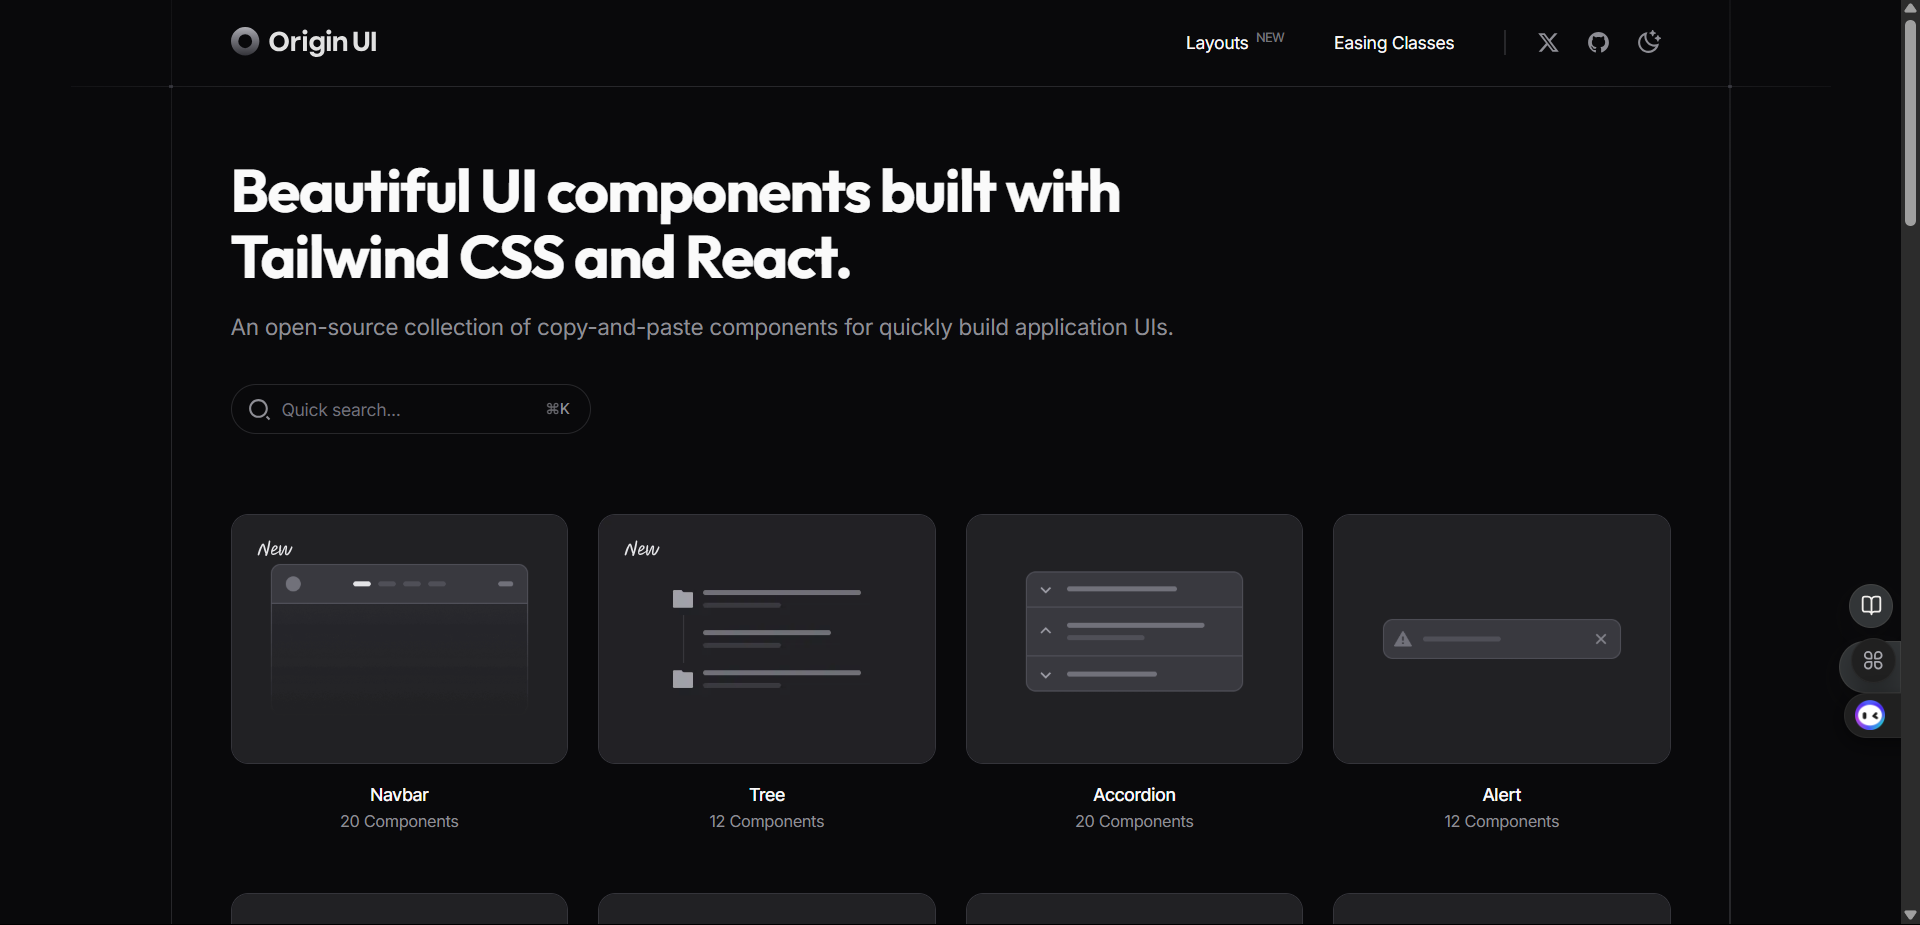 Origin UI
Layouts NEW
Easing Classes
Beautiful UI components built with
Tailwind CSS and React.
An open-source collection of copy-and-paste components for quickly build application UIs.
Quick search... ⌘K
New
New
Navbar
20 Components
Tree
12 Components
Accordion
20 Components
Alert
12 Components